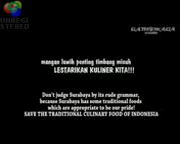 mangan luwih penting timbang minum
LESTARIKAN KULINER KITA!!!
Don't judge Surabaya by its rude grammar,
because Surabaya has some traditional foods
which are appropriate to be our pride!
SAVE THE TRADITIONAL CULINARY FOOD OF INDONESIA